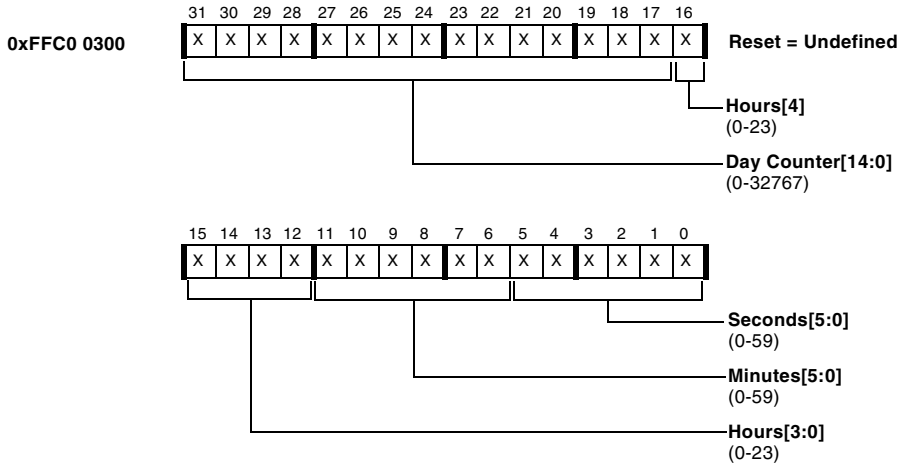 31 30 29 28 27 26 25 24 23 22 21 20 19 18 17 16
0xFFC0 0300 X X X X X X X X X X X X X X X X Reset = Undefined
Hours[4]
(0-23)
Day Counter[14:0]
(0-32767)
15 14 13 12 11 10 9 8 7 6 5 4 3 2 1 0
X X X X X X X X X X X X X X X X
Seconds[5:0]
(0-59)
Minutes[5:0]
(0-59)
Hours[3:0]
(0-23)